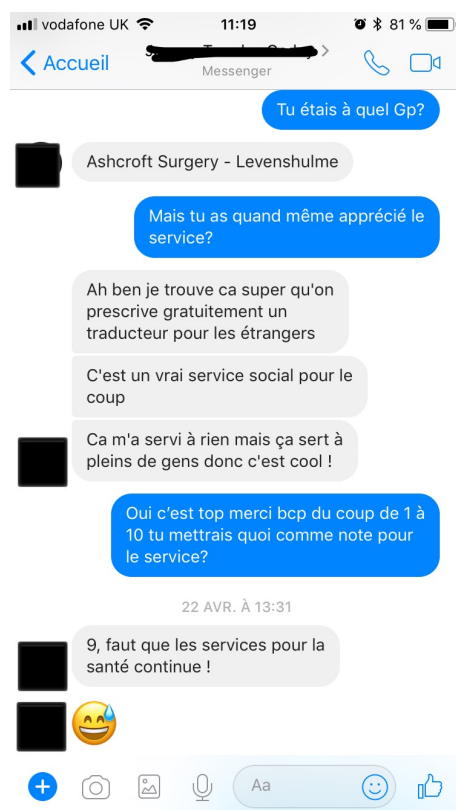 vodafone UK 11:19 81 %
Accueil
Messenger
Tu étais à quel Gp?
Ashcroft Surgery - Levenshulme
Mais tu as quand même apprécié le
service?
Ah ben je trouve ca super qu'on
prescrive gratuitement un
traducteur pour les étrangers
C'est un vrai service social pour le
coup
Ca m'a servi à rien mais ça sert à
pleins de gens donc c'est cool !
Oui c’est top merci bcp du coup de 1 à
10 tu mettrais quoi comme note pour
le service?
22 AVR. À 13:31
9, faut que les services pour la
santé continue !
Aa